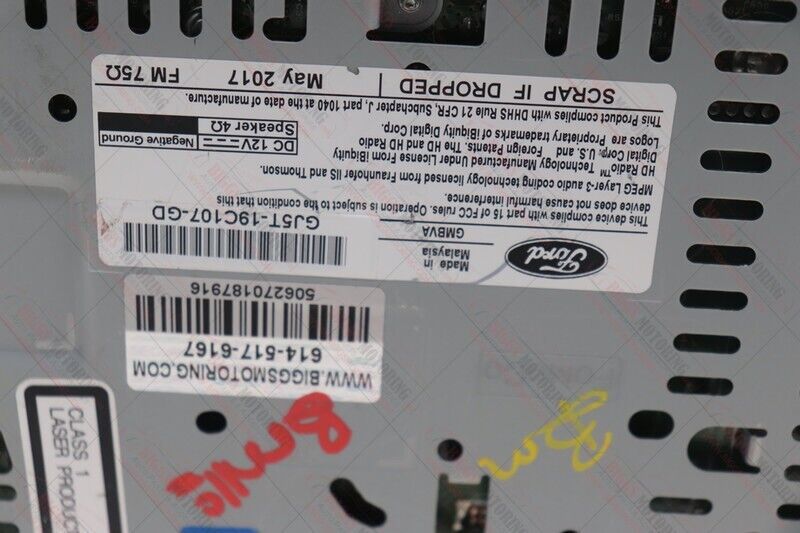 Ford
Made in
Malaysia
GMBVA
GJ5T-19C107-GD
This device complies with part 15 of FCC rules. Operation is subject to the condition that this
device does not cause harmful interference.
MPEG Layer-3 audio coding technology licensed from Fraunhofer IIS and Thomson.
HD Radio™ Technology Manufactured under License From iBiquity
Digital Corp. U.S. and Foreign Patents. The HD and HD Radio
Logos are Proprietary trademarks of iBiquity Digital Corp.
This Product complies with DHHS Rule 21 CFR, Subchapter J, part 1040 at the date of manufacture.
DC 12V
Negative Ground
Speaker 4Ω
SCRAP IF DROPPED
May 2017
FM 75Ω
WWW.BIGGSMOTORING.COM
614-517-6167
506270187916
CLASS 1
LASER PRODUCT